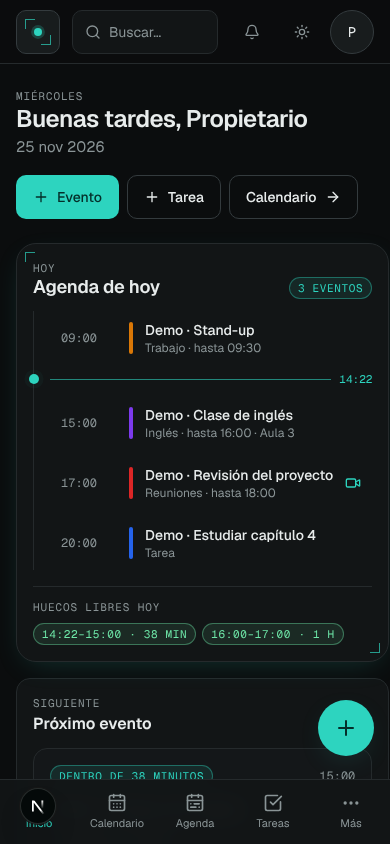 Buscar...
P
MIÉRCOLES
Buenas tardes, Propietario
25 nov 2026
Evento
Tarea
Calendario
HOY
Agenda de hoy
3 EVENTOS
09:00
Demo · Stand-up
Trabajo · hasta 09:30
14:22
15:00
Demo · Clase de inglés
Inglés · hasta 16:00 · Aula 3
17:00
Demo · Revisión del proyecto
Reuniones · hasta 18:00
20:00
Demo · Estudiar capítulo 4
Tarea
HUECOS LIBRES HOY
14:22–15:00 · 38 MIN
16:00–17:00 · 1 H
SIGUIENTE
Próximo evento
DENTRO DE 38 MINUTOS
15:00
N
Inicio
Calendario
Agenda
Tareas
Más